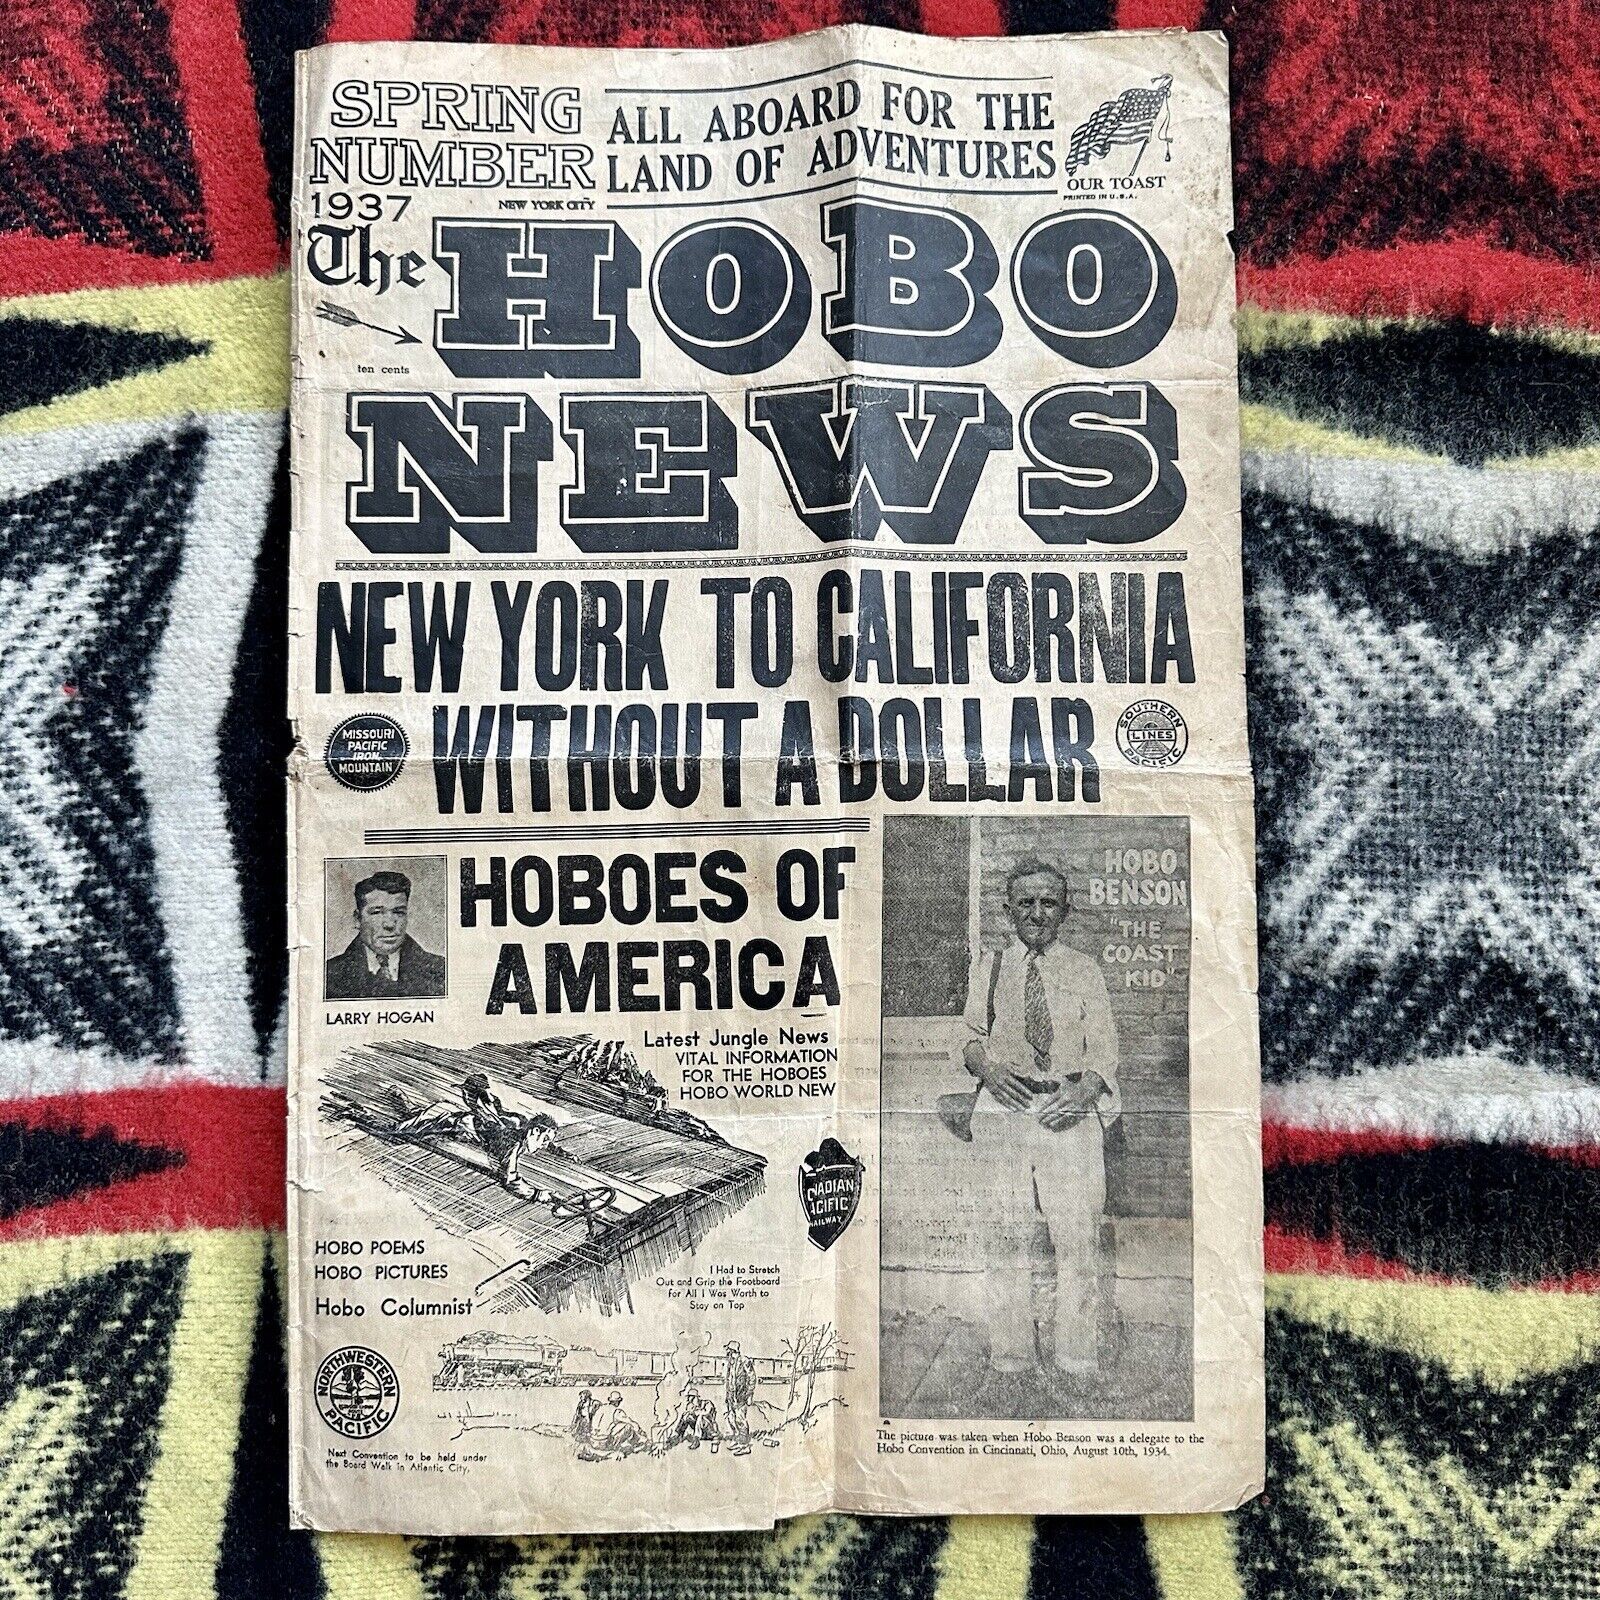 SPRING
NUMBER
1937
NEW YORK CITY
ALL ABOARD FOR THE
LAND OF ADVENTURES
OUR TOAST
PRINTED IN U.S.A.
The HOBO
ten cents
NEWS
NEW YORK TO CALIFORNIA
WITHOUT A DOLLAR
MISSOURI
PACIFIC
IRON
MOUNTAIN
SOUTHERN
LINES
PACIFIC
HOBOES OF
AMERICA
LARRY HOGAN
Latest Jungle News
VITAL INFORMATION
FOR THE HOBOES
HOBO WORLD NEW
HOBO
BENSON
"THE
COAST
KID"
NADIAN
ACIFIC
RAILWAY
HOBO POEMS
HOBO PICTURES
Hobo Columnist
I Had to Stretch
Out and Grip the Footboard
for All I Was Worth to
Stay on Top
NORTHWESTERN
PACIFIC
Next Convention to be held under
the Board Walk in Atlantic City,
The picture was taken when Hobo Benson was a delegate to the
Hobo Convention in Cincinnati, Ohio, August 10th, 1934.